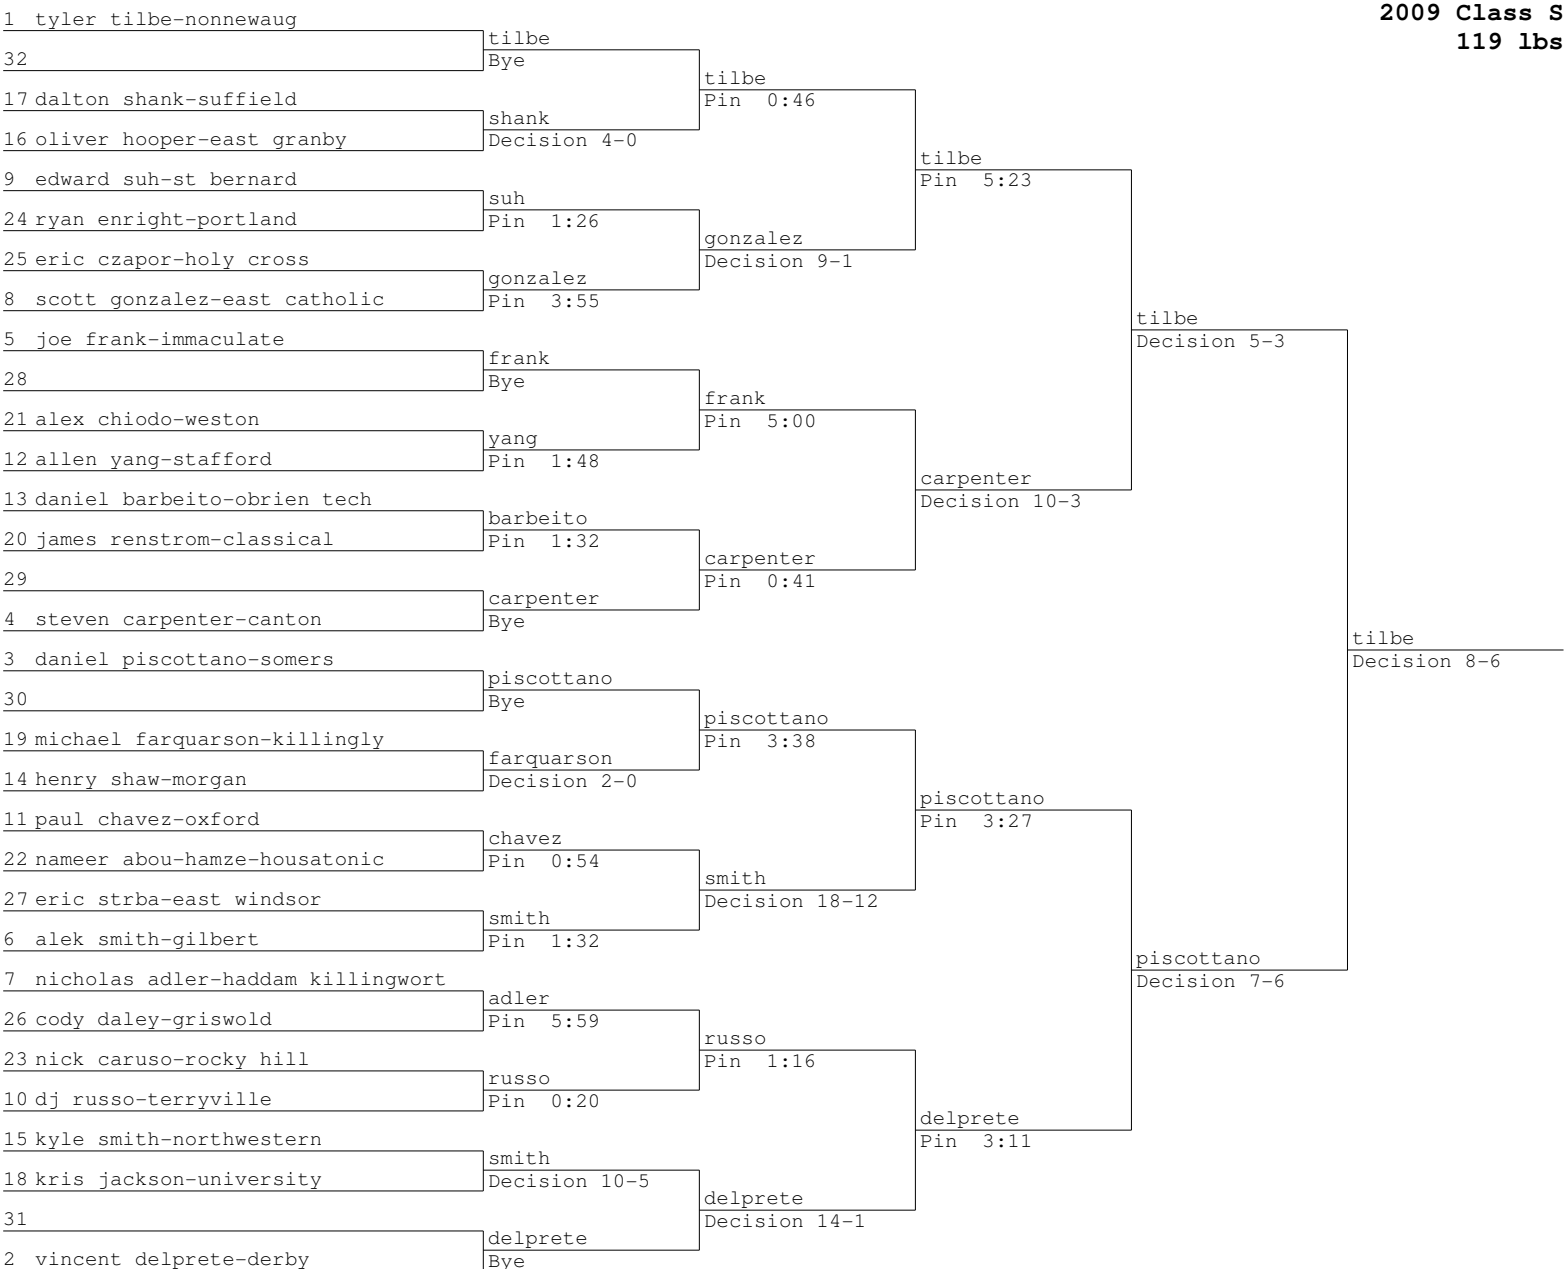 2009 Class S
119 lbs
1 tyler tilbe-nonnewaug
32
17 dalton shank-suffield
16 oliver hooper-east granby
9 edward suh-st bernard
24 ryan enright-portland
25 eric czapor-holy cross
8 scott gonzalez-east catholic
5 joe frank-immaculate
28
21 alex chiodo-weston
12 allen yang-stafford
13 daniel barbeito-obrien tech
20 james renstrom-classical
29
4 steven carpenter-canton
3 daniel piscottano-somers
30
19 michael farquarson-killingly
14 henry shaw-morgan
11 paul chavez-oxford
22 nameer abou-hamze-housatonic
27 eric strba-east windsor
6 alek smith-gilbert
7 nicholas adler-haddam killingwort
26 cody daley-griswold
23 nick caruso-rocky hill
10 dj russo-terryville
15 kyle smith-northwestern
18 kris jackson-university
31
2 vincent delprete-derby
tilbe
Bye
shank
Decision 4-0
suh
Pin 1:26
gonzalez
Pin 3:55
frank
Bye
yang
Pin 1:48
barbeito
Pin 1:32
carpenter
Bye
piscottano
Bye
farquarson
Decision 2-0
chavez
Pin 0:54
smith
Pin 1:32
adler
Pin 5:59
russo
Pin 0:20
smith
Decision 10-5
delprete
Bye
tilbe
Pin 0:46
gonzalez
Decision 9-1
frank
Pin 5:00
carpenter
Pin 0:41
piscottano
Pin 3:38
smith
Decision 18-12
russo
Pin 1:16
delprete
Decision 14-1
tilbe
Pin 5:23
carpenter
Decision 10-3
piscottano
Pin 3:27
delprete
Pin 3:11
tilbe
Decision 5-3
piscottano
Decision 7-6
tilbe
Decision 8-6